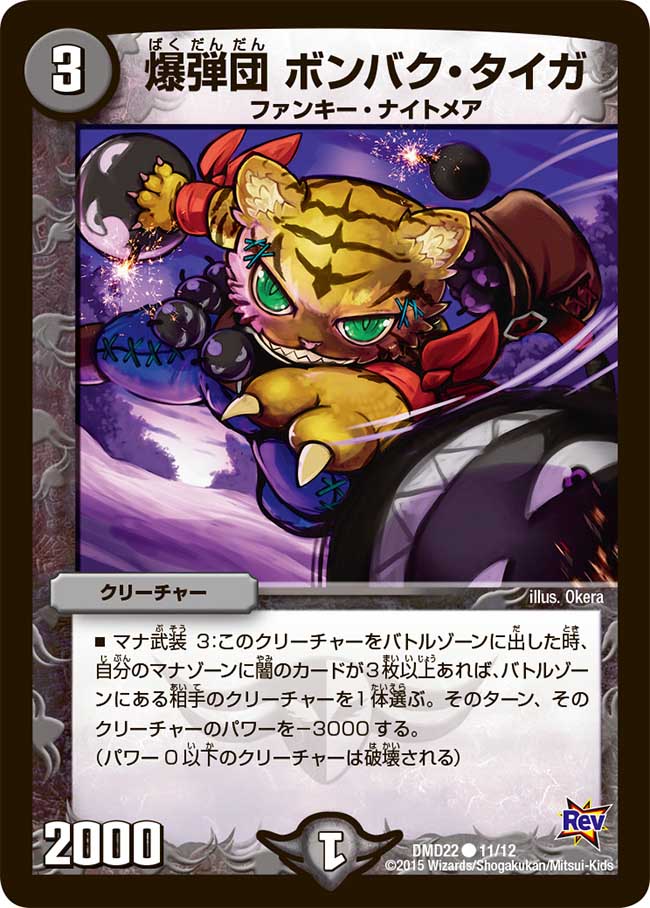 3
ばくだんだん
爆弾団 ボンバク・タイガ
ファンキー・ナイトメア
クリーチャー
illus. Okera
■ マナ武装 3:このクリーチャーをバトルゾーンに出した時、
自分のマナゾーンに闇のカードが3枚以上あれば、バトルゾー
ンにある相手のクリーチャーを1体選ぶ。そのターン、その
クリーチャーのパワーを−3000する。
(パワー0以下のクリーチャーは破壊される)
Rev
2000
1
DMD22 ● 11/12
©2015 Wizards/Shogakukan/Mitsui-Kids